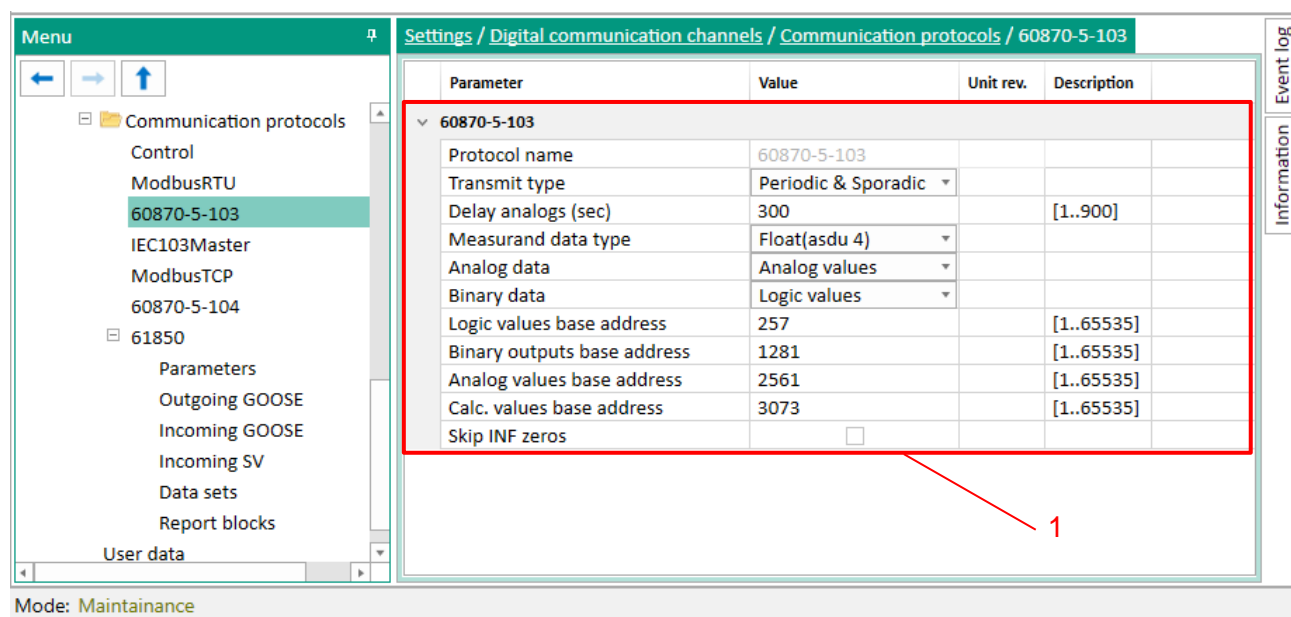 Menu
Settings / Digital communication channels / Communication protocols / 60870-5-103
Parameter Value Unit rev. Description
60870-5-103
Protocol name 60870-5-103
Transmit type Periodic & Sporadic
Delay analogs (sec) 300 [1..900]
Measurand data type Float(asdu 4)
Analog data Analog values
Binary data Logic values
Logic values base address 257 [1..65535]
Binary outputs base address 1281 [1..65535]
Analog values base address 2561 [1..65535]
Calc. values base address 3073 [1..65535]
Skip INF zeros
1
Communication protocols
Control
ModbusRTU
60870-5-103
IEC103Master
ModbusTCP
60870-5-104
61850
Parameters
Outgoing GOOSE
Incoming GOOSE
Incoming SV
Data sets
Report blocks
User data
Event log
Information
Mode: Maintainance